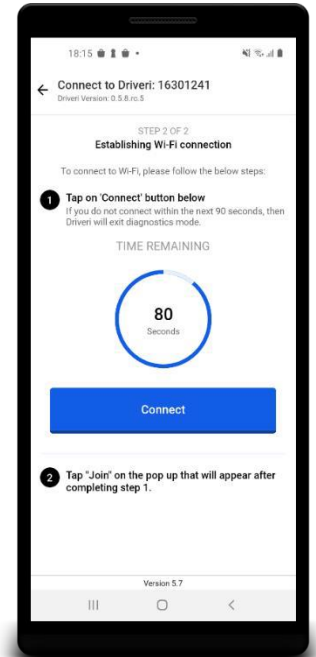 18:15
Connect to Driveri: 16301241
Driveri Version: 0.5.8.rc.5
STEP 2 OF 2
Establishing Wi-Fi connection
To connect to Wi-Fi, please follow the below steps:
1 Tap on 'Connect' button below
If you do not connect within the next 90 seconds, then
Driveri will exit diagnostics mode.
TIME REMAINING
80
Seconds
Connect
2 Tap "Join" on the pop up that will appear after
completing step 1.
Version 5.7